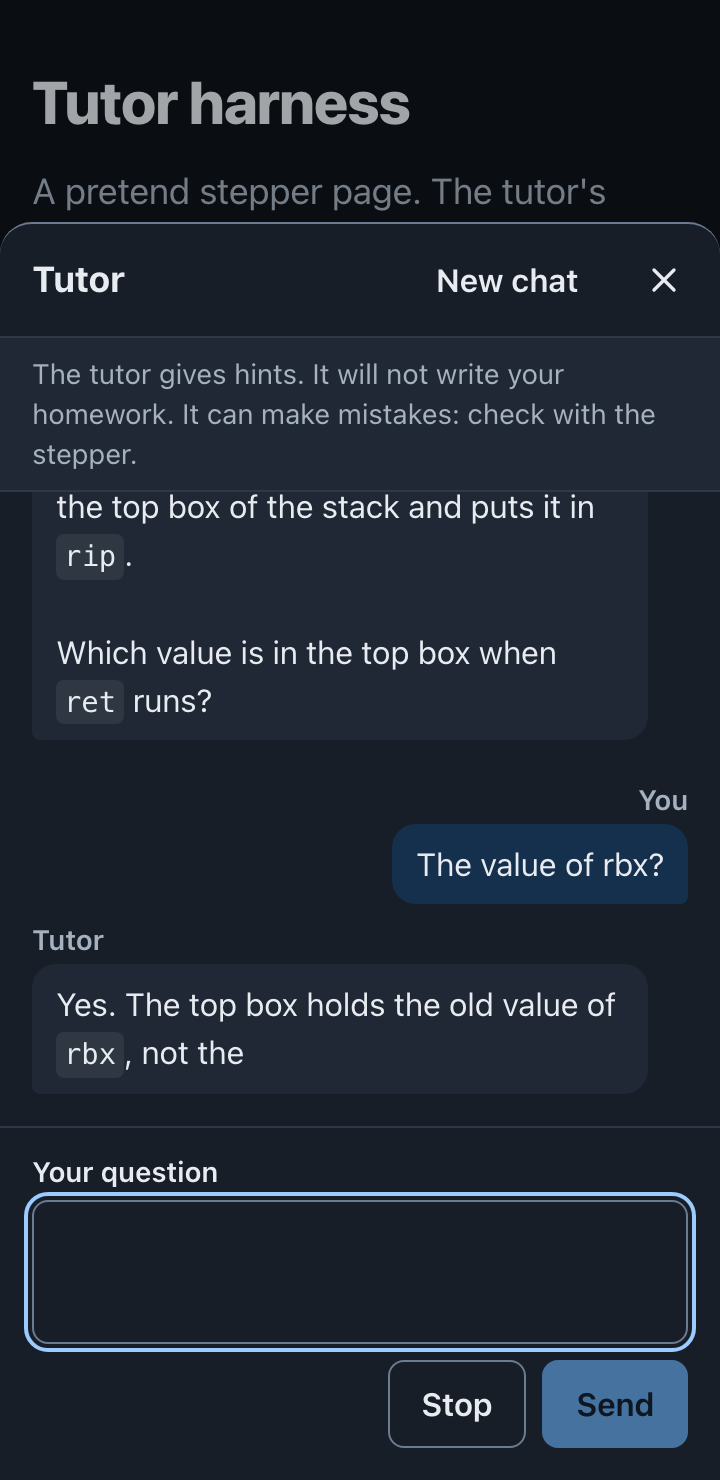 Tutor harness
A pretend stepper page. The tutor's
Tutor
New chat
The tutor gives hints. It will not write your
homework. It can make mistakes: check with the
stepper.
the top box of the stack and puts it in
rip.
Which value is in the top box when
ret runs?
You
The value of rbx?
Tutor
Yes. The top box holds the old value of
rbx, not the
Your question
Stop
Send